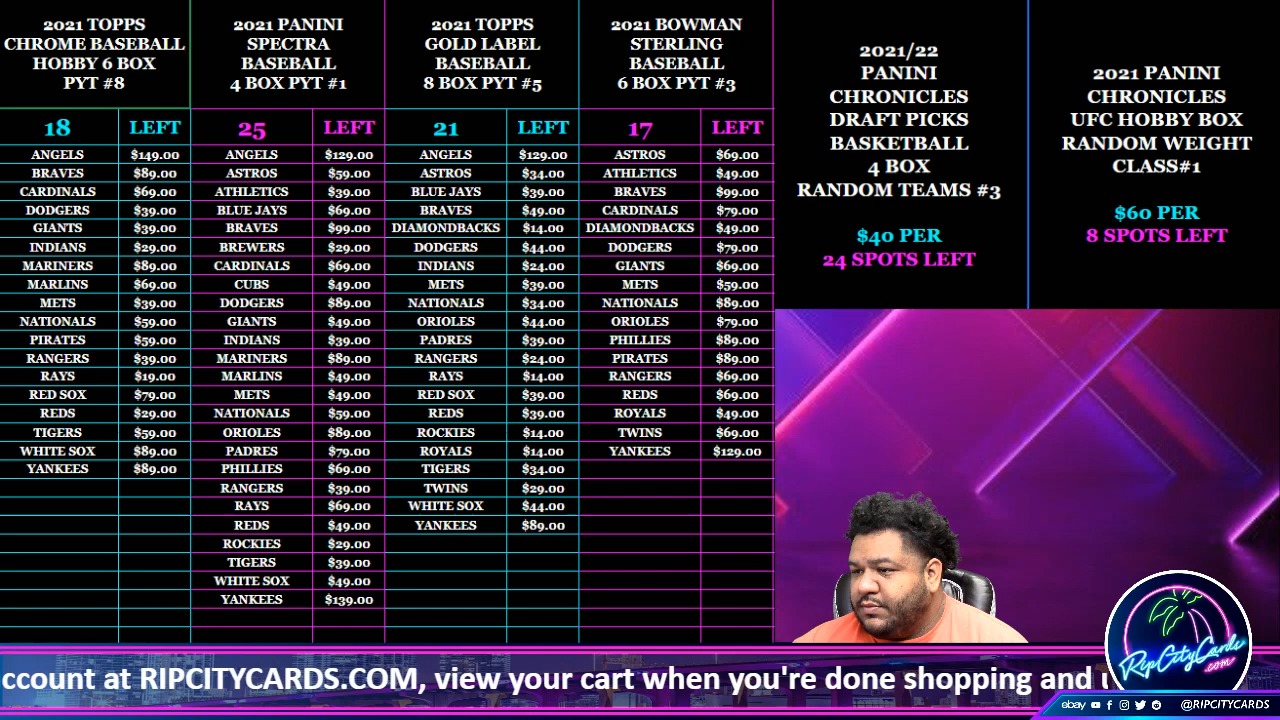 2021 TOPPS
CHROME BASEBALL
HOBBY 6 BOX
PYT #8
18 LEFT
ANGELS $149.00
BRAVES $89.00
CARDINALS $69.00
DODGERS $39.00
GIANTS $39.00
INDIANS $29.00
MARINERS $89.00
MARLINS $69.00
METS $39.00
NATIONALS $59.00
PIRATES $59.00
RANGERS $39.00
RAYS $19.00
RED SOX $79.00
REDS $29.00
TIGERS $59.00
WHITE SOX $89.00
YANKEES $89.00
2021 PANINI
SPECTRA
BASEBALL
4 BOX PYT #1
25 LEFT
ANGELS $129.00
ASTROS $59.00
ATHLETICS $39.00
BLUE JAYS $69.00
BRAVES $99.00
BREWERS $29.00
CARDINALS $69.00
CUBS $49.00
DODGERS $89.00
GIANTS $49.00
INDIANS $39.00
MARINERS $89.00
MARLINS $49.00
METS $49.00
NATIONALS $59.00
ORIOLES $89.00
PADRES $79.00
PHILLIES $69.00
RANGERS $39.00
RAYS $69.00
REDS $49.00
ROCKIES $29.00
TIGERS $39.00
WHITE SOX $49.00
YANKEES $139.00
2021 TOPPS
GOLD LABEL
BASEBALL
8 BOX PYT #5
21 LEFT
ANGELS $129.00
ASTROS $34.00
BLUE JAYS $39.00
BRAVES $49.00
DIAMONDBACKS $14.00
DODGERS $44.00
INDIANS $24.00
METS $39.00
NATIONALS $34.00
ORIOLES $44.00
PADRES $39.00
RANGERS $24.00
RAYS $14.00
RED SOX $39.00
REDS $39.00
ROCKIES $14.00
ROYALS $14.00
TIGERS $34.00
TWINS $29.00
WHITE SOX $44.00
YANKEES $89.00
2021 BOWMAN
STERLING
BASEBALL
6 BOX PYT #3
17 LEFT
ASTROS $69.00
ATHLETICS $49.00
BRAVES $99.00
CARDINALS $79.00
DIAMONDBACKS $49.00
DODGERS $79.00
GIANTS $69.00
METS $59.00
NATIONALS $89.00
ORIOLES $79.00
PHILLIES $89.00
PIRATES $89.00
RANGERS $69.00
REDS $69.00
ROYALS $49.00
TWINS $69.00
YANKEES $129.00
2021/22
PANINI
CHRONICLES
DRAFT PICKS
BASKETBALL
4 BOX
RANDOM TEAMS #3
$40 PER
24 SPOTS LEFT
2021 PANINI
CHRONICLES
UFC HOBBY BOX
RANDOM WEIGHT
CLASS#1
$60 PER
8 SPOTS LEFT
ccount at RIPCITYCARDS.COM, view your cart when you're done shopping and
RipCityCards
.com
ebay @RIPCITYCARDS